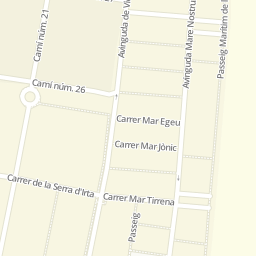 Camí núm. 21
Avinguda de Vi
Avinguda Mare Nostru
Passeig Marítim de
Camí núm. 26
Carrer Mar Egeu
Carrer Mar Jònic
Carrer de la Serra d'Irta
Carrer Mar Tirrena
Passeig